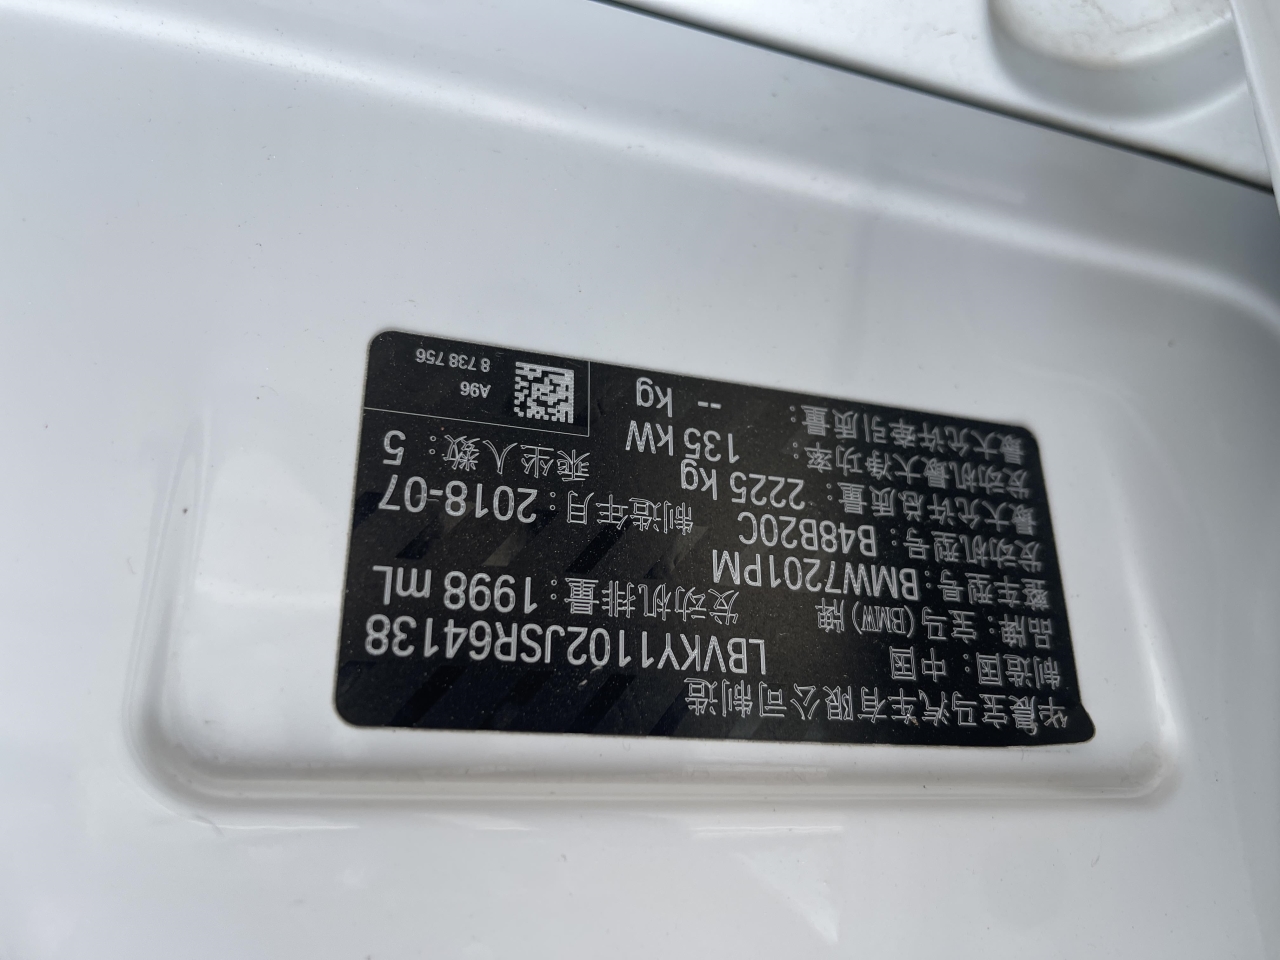 华晨宝马汽车有限公司制造
制造国：中国 LBVKY1102JSR64138
品牌：宝马(BMW)牌
整车型号：BMW7201PM 发动机排量：1998 mL
发动机型号：B48B20C
最大允许总质量：2225 kg 制造年月：2018-07
发动机最大净功率：135 kW 乘坐人数：5
最大允许牵引质量：-- kg
A96
8 738 756